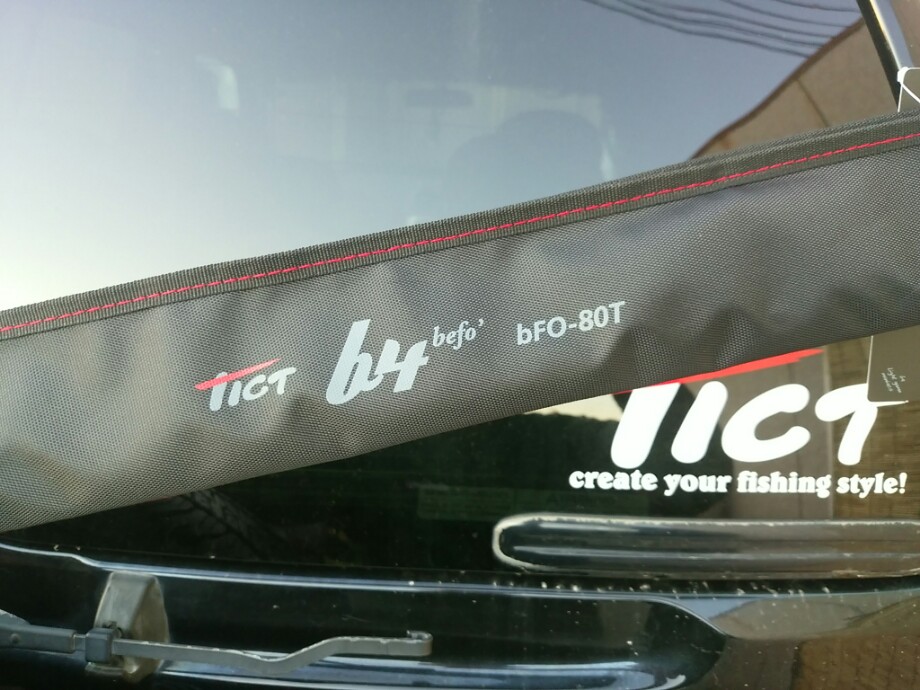 TICT b4 befo' bFO-80T
TICT
create your fishing style!